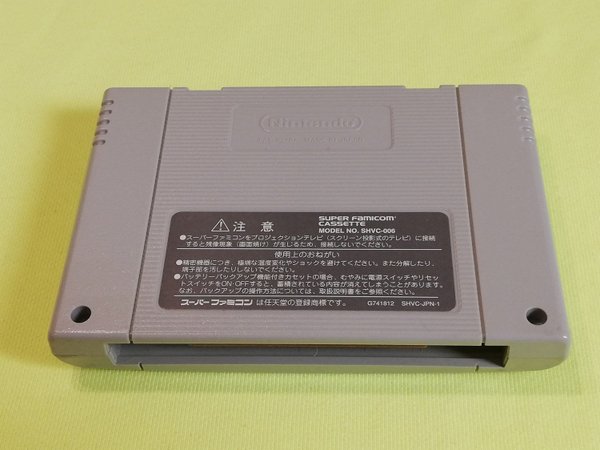 Nintendo
SUPER FAMICOM
CASSETTE
MODEL NO. SHVC-006
注意
●スーパーファミコンをプロジェクションテレビ（スクリーン投影式のテレビ）に接続
すると残像現象（画面焼け）が生じるため、接続しないでください。
使用上のおねがい
●精密機器につき、極端な温度変化やショックを避けてください。また分解したり、
端子部を活したりしないでください。
●バッテリーバックアップ機能付きカセットの場合、むやみに電源スイッチやリセッ
トスイッチをON・OFFすると、蓄積されている内容が消えてしまうことがあります。
なお、バックアップの操作方法については、取扱説明書をご参照ください。
スーパーファミコン は任天堂の登録商標です。
G741812 SHVC-JPN-1